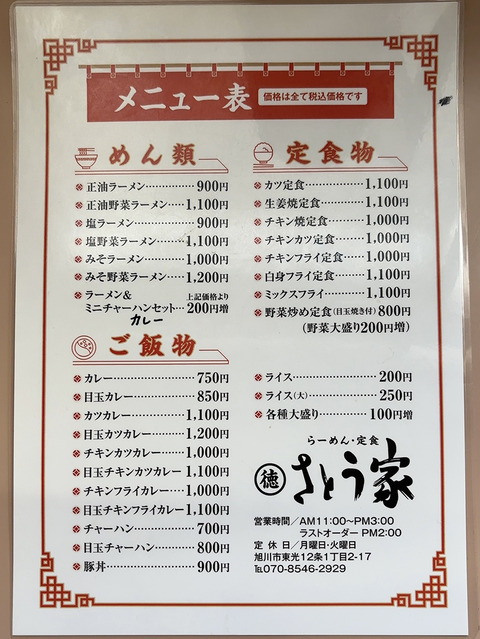 メニュー表 価格は全て税込価格です
めん類
正油ラーメン…………900円
正油野菜ラーメン……1,100円
塩ラーメン……………900円
塩野菜ラーメン………1,100円
みそラーメン…………1,000円
みそ野菜ラーメン……1,200円
ラーメン& 上記価格より
ミニチャーハンセット…200円増
カレー
ご飯物
カレー…………………750円
目玉カレー……………850円
カツカレー……………1,100円
目玉カツカレー………1,200円
チキンカツカレー……1,000円
目玉チキンカツカレー 1,100円
チキンフライカレー…1,000円
目玉チキンフライカレー 1,100円
チャーハン……………700円
目玉チャーハン………800円
豚丼……………………900円
定食物
カツ定食………………1,100円
生姜焼定食……………1,100円
チキン焼定食…………1,000円
チキンカツ定食………1,000円
チキンフライ定食……1,000円
白身フライ定食………1,100円
ミックスフライ………1,100円
野菜炒め定食(目玉焼き付) 800円
(野菜大盛り200円増)
ライス…………………200円
ライス(大)……………250円
各種大盛り……………100円増
らーめん・定食
徳 さとう家
営業時間/AM11:00〜PM3:00
ラストオーダー PM2:00
定休日/月曜日・火曜日
旭川市東光12条1丁目2-17
TEL070-8546-2929